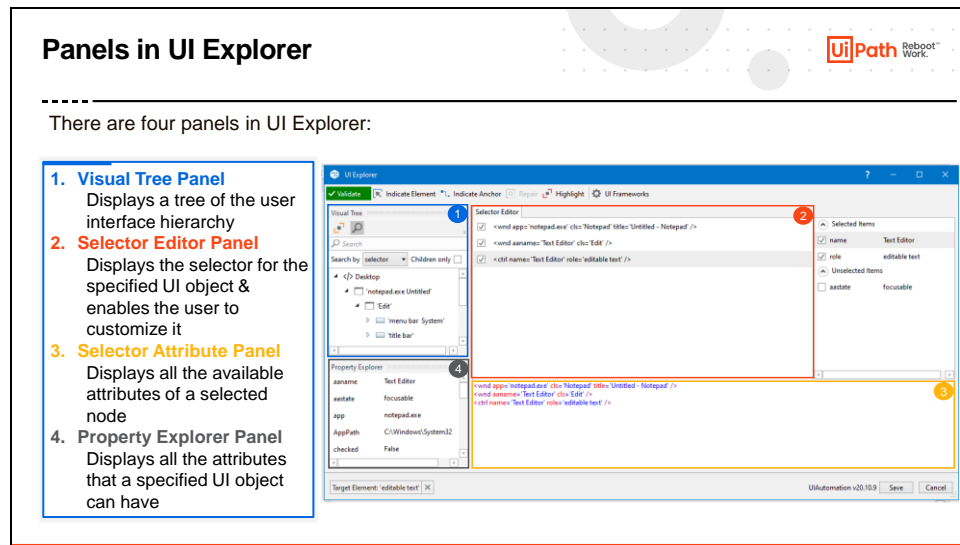 Panels in UI Explorer
UiPath Reboot Work.
There are four panels in UI Explorer:
1. Visual Tree Panel
Displays a tree of the user
interface hierarchy
2. Selector Editor Panel
Displays the selector for the
specified UI object &
enables the user to
customize it
3. Selector Attribute Panel
Displays all the available
attributes of a selected
node
4. Property Explorer Panel
Displays all the attributes
that a specified UI object
can have
UI Explorer
Validate Indicate Element Indicate Anchor Repair Highlight UI Frameworks
Visual Tree
1
Search
Search by selector Children only
</> Desktop
'notepad.exe Untitled'
'Edit'
'menu bar System'
'title bar'
Selector Editor
2
<wnd app='notepad.exe' cls='Notepad' title='Untitled - Notepad' />
<wnd aaname='Text Editor' cls='Edit' />
<ctrl name='Text Editor' role='editable text' />
Selected Items
name Text Editor
role editable text
Unselected Items
aastate focusable
Property Explorer
4
aaname Text Editor
aastate focusable
app notepad.exe
AppPath C:\Windows\System32
checked False
<wnd app='notepad.exe' cls='Notepad' title='Untitled - Notepad' />
<wnd aaname='Text Editor' cls='Edit' />
<ctrl name='Text Editor' role='editable text' />
3
Target Element: 'editable text'
UIAutomation v20.10.9 Save Cancel